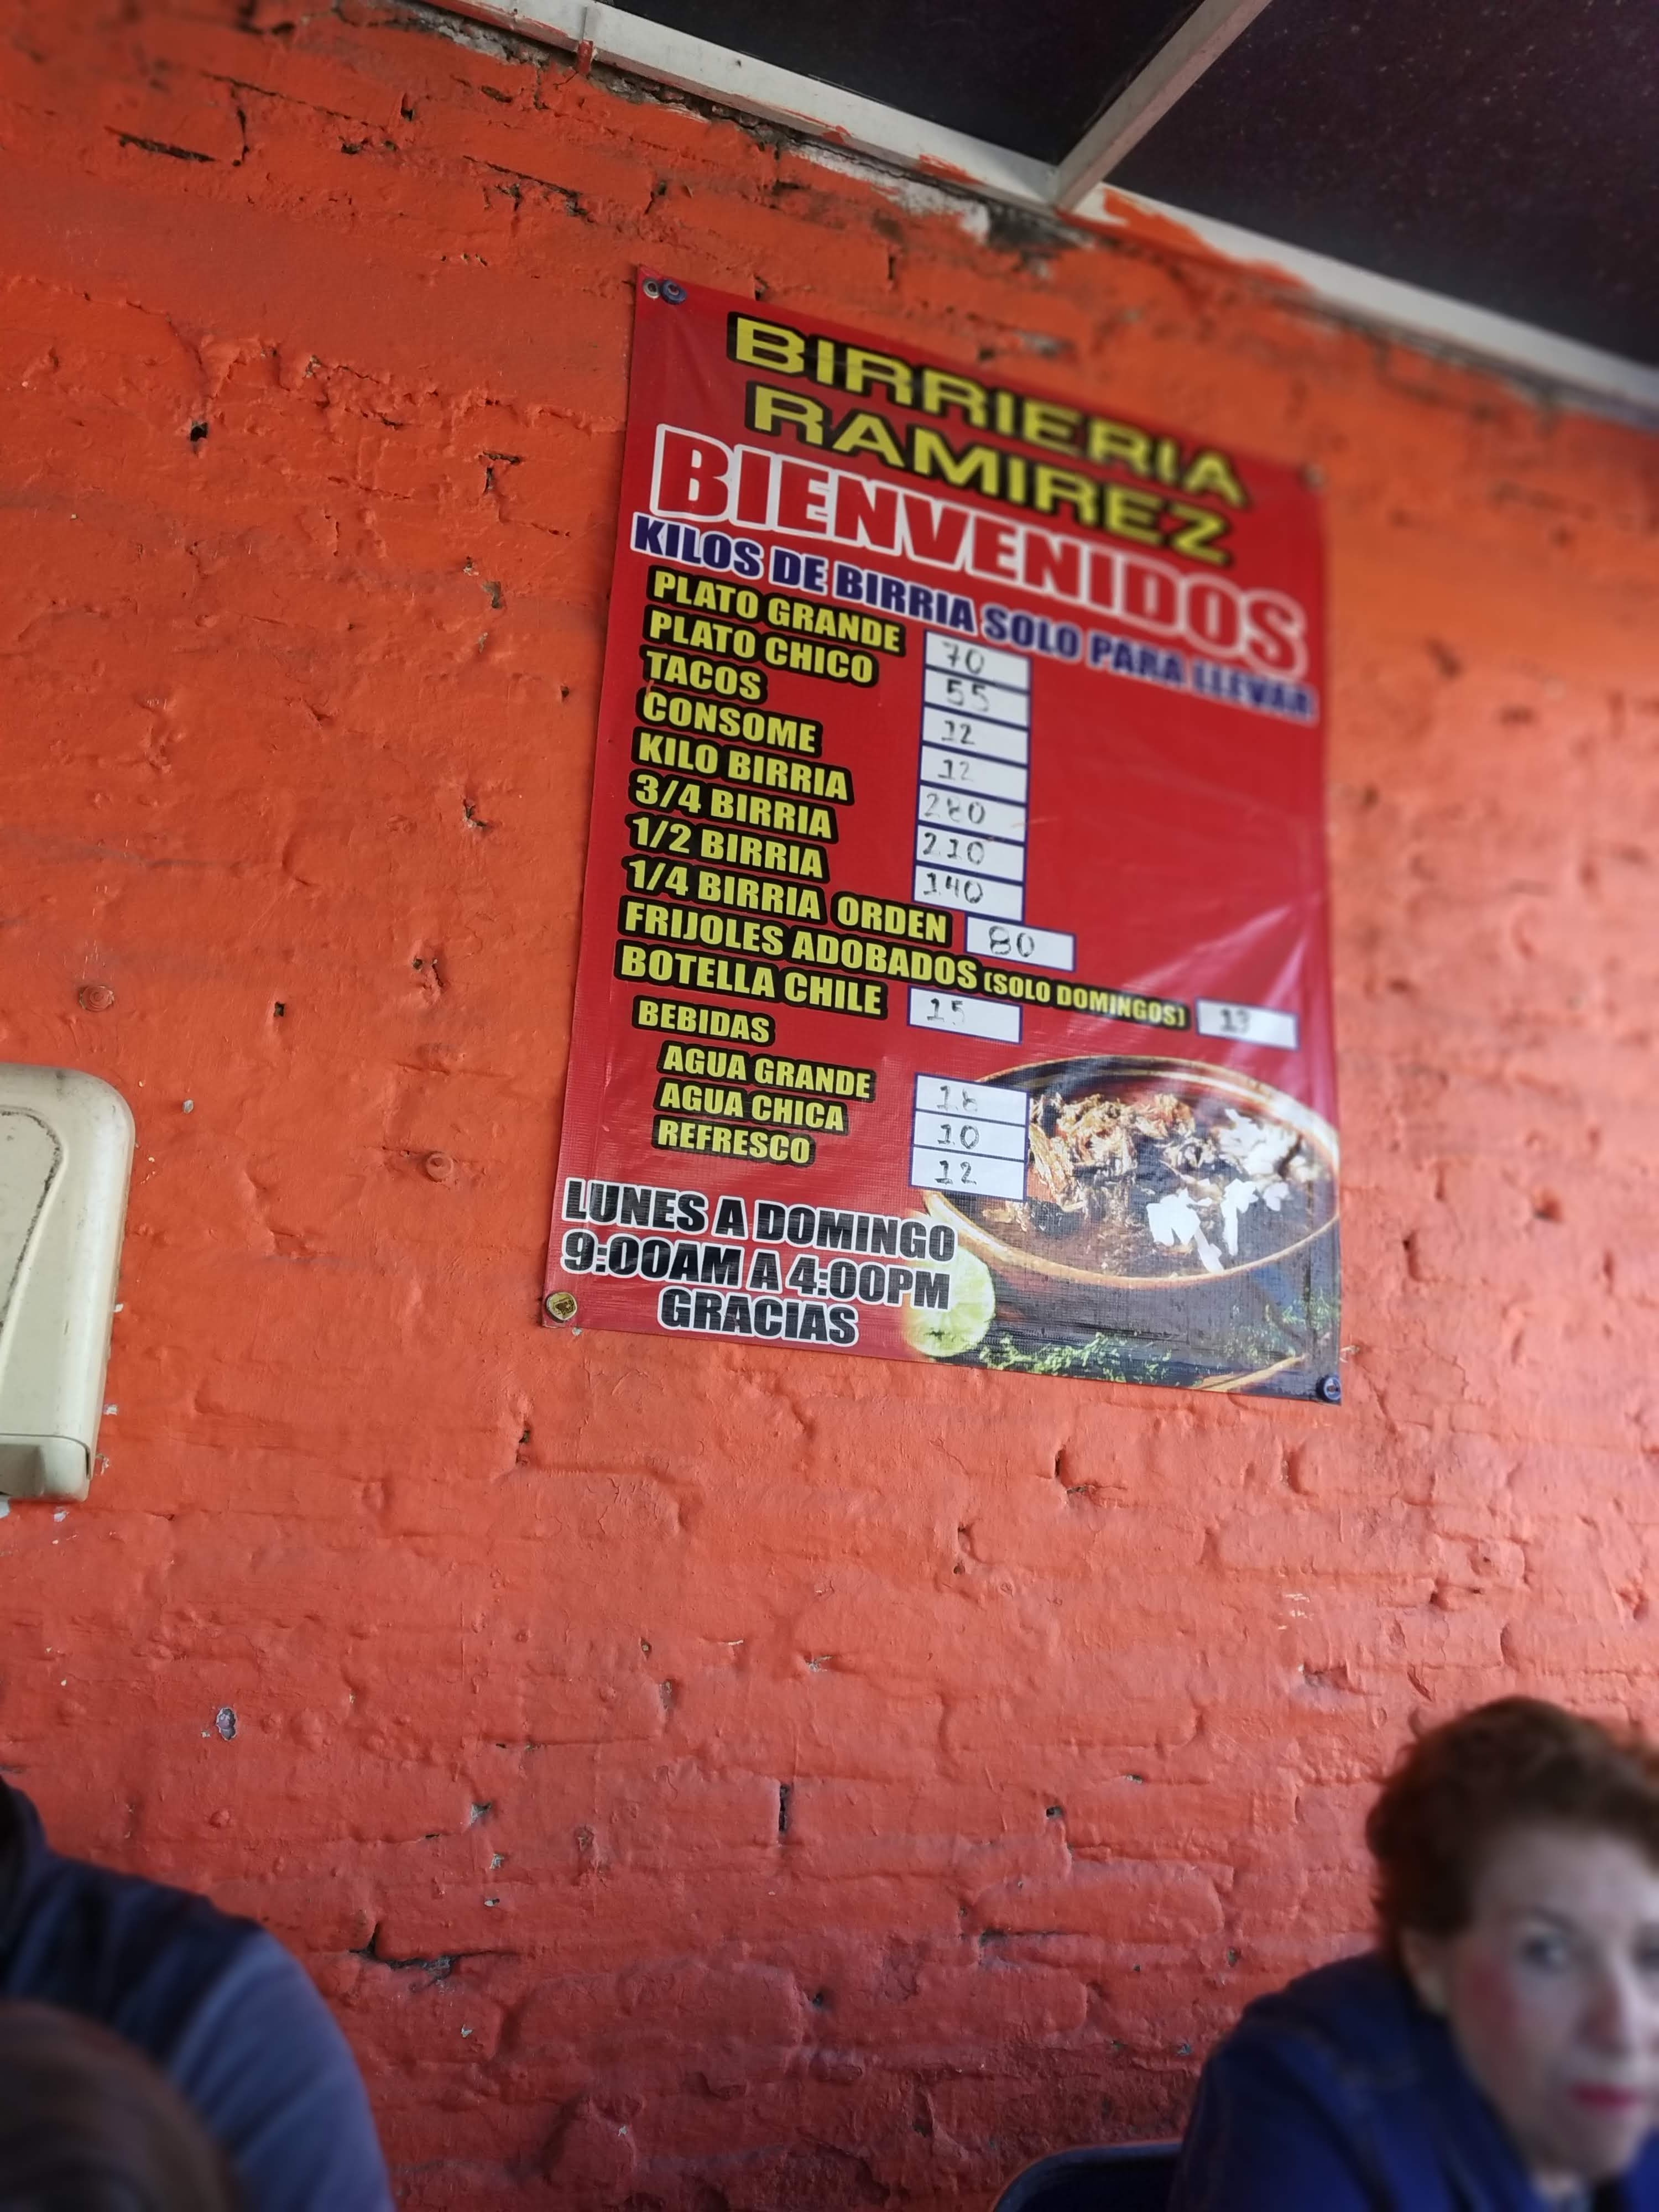 BIRRIERIA
RAMIREZ
BIENVENIDOS
KILOS DE BIRRIA SOLO PARA LLEVAR
PLATO GRANDE 70
PLATO CHICO 55
TACOS 12
CONSOME 12
KILO BIRRIA 280
3/4 BIRRIA 210
1/2 BIRRIA 140
1/4 BIRRIA ORDEN 80
FRIJOLES ADOBADOS (SOLO DOMINGOS)
BOTELLA CHILE 15
BEBIDAS
AGUA GRANDE 18
AGUA CHICA 10
REFRESCO 12
LUNES A DOMINGO
9:00AM A 4:00PM
GRACIAS